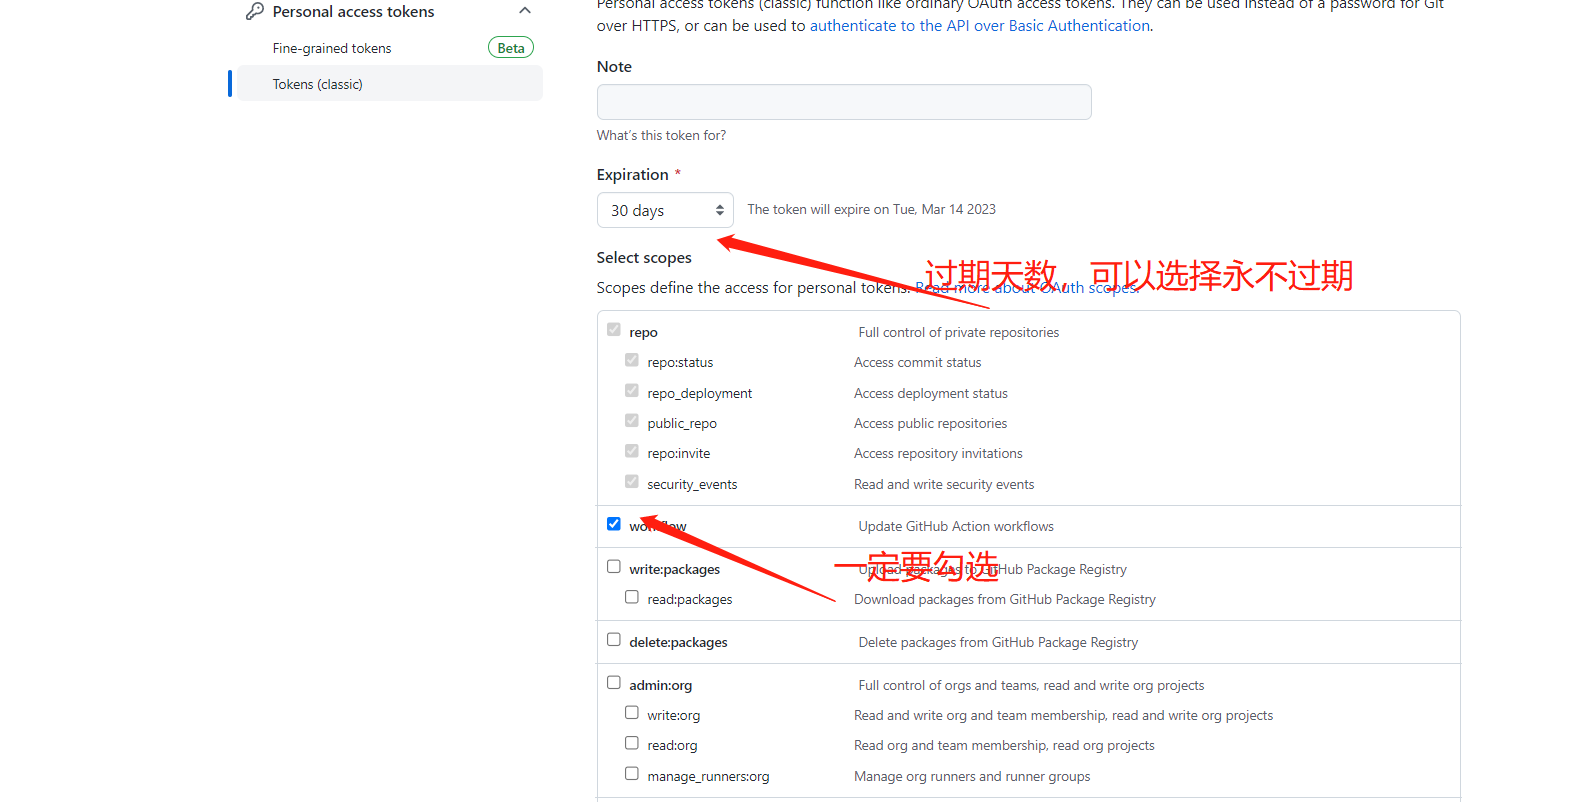 Personal access tokens
Fine-grained tokens Beta
Tokens (classic)
Personal access tokens (classic) function like ordinary OAuth access tokens. They can be used instead of a password for Git
over HTTPS, or can be used to authenticate to the API over Basic Authentication.
Note
What's this token for?
Expiration *
30 days The token will expire on Tue, Mar 14 2023
Select scopes
过期天数，可以选择永不过期
Scopes define the access for personal tokens. Read more about OAuth scopes.
repo Full control of private repositories
repo:status Access commit status
repo_deployment Access deployment status
public_repo Access public repositories
repo:invite Access repository invitations
security_events Read and write security events
workflow Update GitHub Action workflows
一定要勾选
write:packages Upload packages to GitHub Package Registry
read:packages Download packages from GitHub Package Registry
delete:packages Delete packages from GitHub Package Registry
admin:org Full control of orgs and teams, read and write org projects
write:org Read and write org and team membership, read and write org projects
read:org Read org and team membership, read org projects
manage_runners:org Manage org runners and runner groups